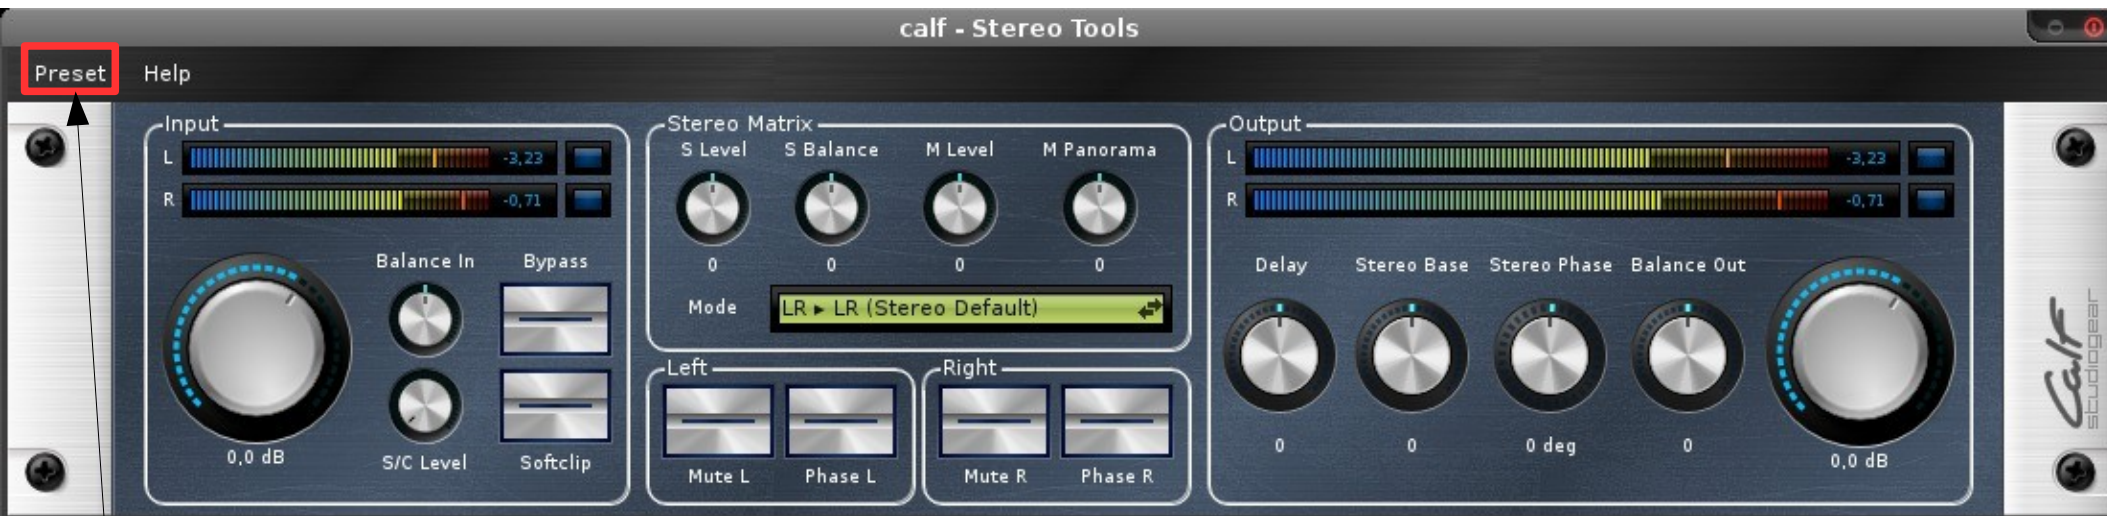 calf - Stereo Tools
Preset Help
Input
L -3,23
R -0,71
Balance In Bypass
0,0 dB
S/C Level Softclip
Stereo Matrix
S Level S Balance M Level M Panorama
0 0 0 0
Mode LR ▸ LR (Stereo Default)
Left
Mute L Phase L
Right
Mute R Phase R
Output
L -3,23
R -0,71
Delay Stereo Base Stereo Phase Balance Out
0 0 0 deg 0 0,0 dB
Calf
studiogear